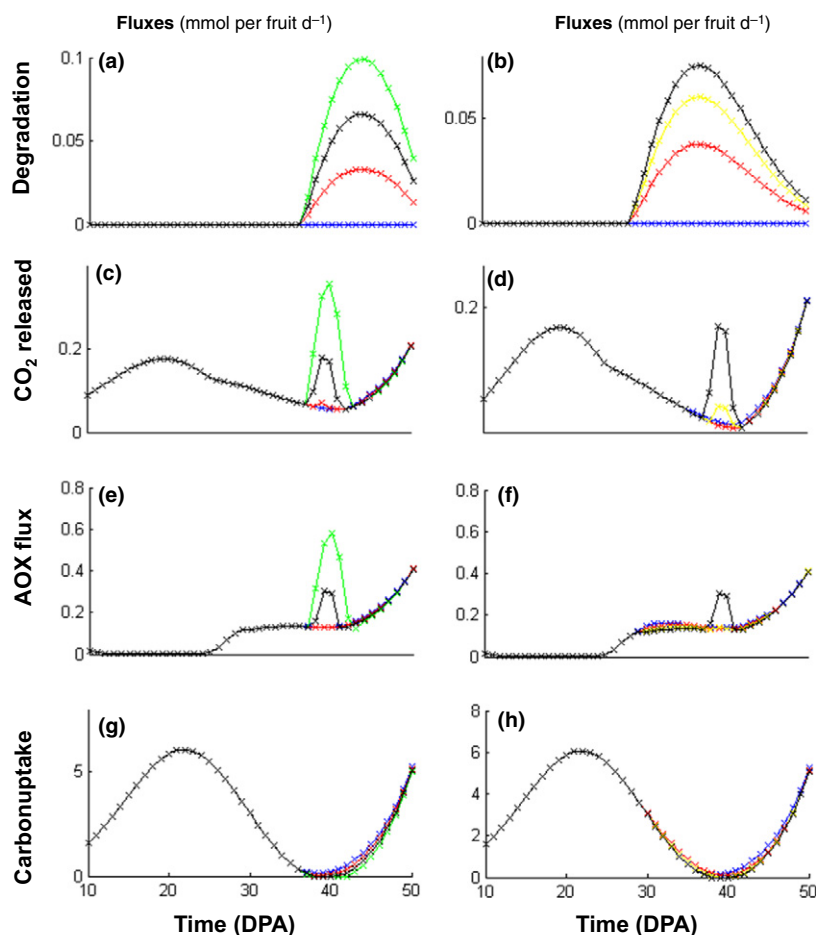 Fluxes (mmol per fruit d–1)
Fluxes (mmol per fruit d–1)
(a)
(b)
0.1
0.05
0
0.05
0
Degradation
(c)
(d)
0.2
0
0.2
CO2 released
(e)
(f)
0.8
0.6
0.4
0.2
0
0.8
0.6
0.4
0.2
0
AOX flux
(g)
(h)
5
0
8
6
4
2
0
Carbonuptake
10 20 30 40 50
10 20 30 40 50
Time (DPA)
Time (DPA)